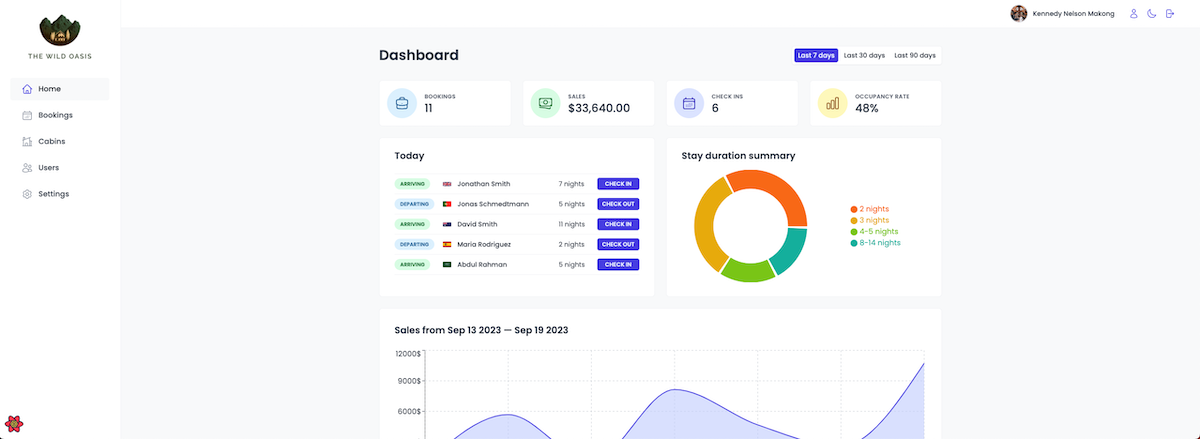 Kennedy Nelson Makong
THE WILD OASIS
Home
Bookings
Cabins
Users
Settings
Dashboard
Last 7 days Last 30 days Last 90 days
BOOKINGS
11
SALES
$33,640.00
CHECK INS
6
OCCUPANCY RATE
48%
Today
ARRIVING Jonathan Smith 7 nights CHECK IN
DEPARTING Jonas Schmedtmann 5 nights CHECK OUT
ARRIVING David Smith 11 nights CHECK IN
DEPARTING Maria Rodriguez 2 nights CHECK OUT
ARRIVING Abdul Rahman 5 nights CHECK IN
Stay duration summary
2 nights
3 nights
4-5 nights
8-14 nights
Sales from Sep 13 2023 — Sep 19 2023
12000$
9000$
6000$